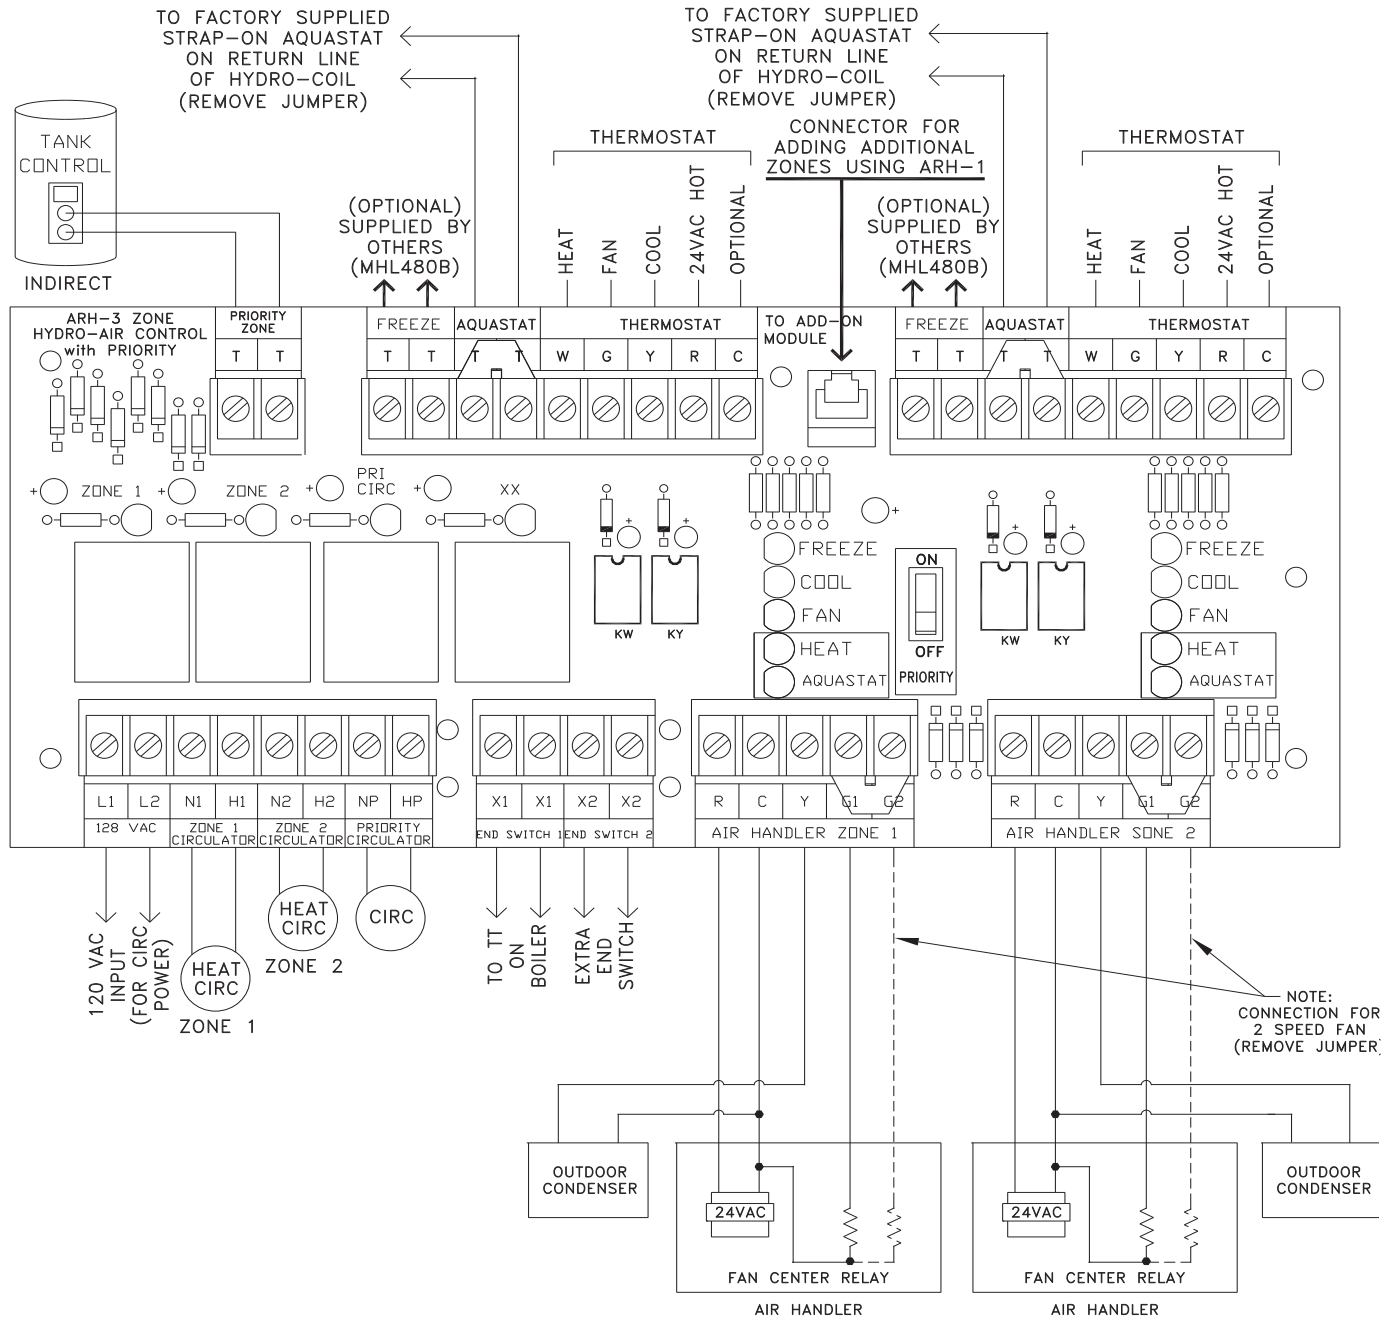 TO FACTORY SUPPLIED
STRAP-ON AQUASTAT
ON RETURN LINE
OF HYDRO-COIL
(REMOVE JUMPER)
TO FACTORY SUPPLIED
STRAP-ON AQUASTAT
ON RETURN LINE
OF HYDRO-COIL
(REMOVE JUMPER)
TANK
CONTROL
INDIRECT
(OPTIONAL)
SUPPLIED BY
OTHERS
(MHL480B)
THERMOSTAT
HEAT
FAN
COOL
24VAC HOT
OPTIONAL
CONNECTOR FOR
ADDING ADDITIONAL
ZONES USING ARH-1
(OPTIONAL)
SUPPLIED BY
OTHERS
(MHL480B)
THERMOSTAT
HEAT
FAN
COOL
24VAC HOT
OPTIONAL
ARH-3 ZONE
HYDRO-AIR CONTROL
with PRIORITY
PRIORITY
ZONE
T T
FREEZE AQUASTAT THERMOSTAT
T T T T W G Y R C
TO ADD-ON
MODULE
FREEZE AQUASTAT THERMOSTAT
T T T T W G Y R C
+ ZONE 1
+ ZONE 2
+ PRI
CIRC
+ XX
+ +
KW KY
+
FREEZE
COOL
FAN
HEAT
AQUASTAT
ON
OFF
PRIORITY
+ +
KW KY
FREEZE
COOL
FAN
HEAT
AQUASTAT
L1 L2 N1 H1 N2 H2 NP HP
128 VAC
ZONE 1
CIRCULATOR
ZONE 2
CIRCULATOR
PRIORITY
CIRCULATOR
X1 X1 X2 X2
END SWITCH 1 END SWITCH 2
R C Y G1 G2
AIR HANDLER ZONE 1
R C Y G1 G2
AIR HANDLER SONE 2
120 VAC
INPUT
(FOR CIRC
POWER)
HEAT
CIRC
ZONE 1
HEAT
CIRC
ZONE 2
CIRC
TO TT
ON
BOILER
EXTRA
END
SWITCH
NOTE:
CONNECTION FOR
2 SPEED FAN
(REMOVE JUMPER)
OUTDOOR
CONDENSER
24VAC
FAN CENTER RELAY
AIR HANDLER
24VAC
FAN CENTER RELAY
AIR HANDLER
OUTDOOR
CONDENSER